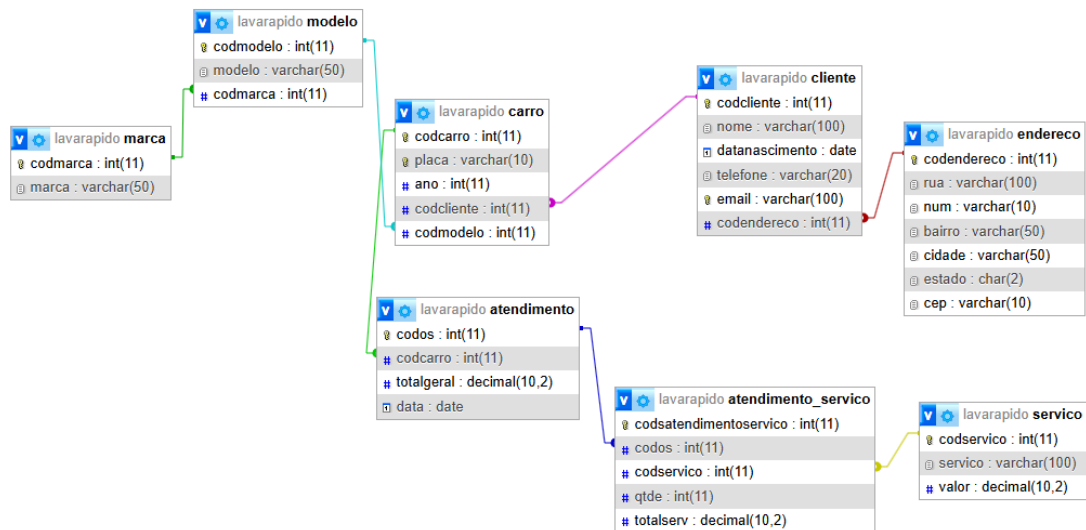 lavarapido modelo
codmodelo : int(11)
modelo : varchar(50)
codmarca : int(11)
lavarapido marca
codmarca : int(11)
marca : varchar(50)
lavarapido carro
codcarro : int(11)
placa : varchar(10)
ano : int(11)
codcliente : int(11)
codmodelo : int(11)
lavarapido cliente
codcliente : int(11)
nome : varchar(100)
datanascimento : date
telefone : varchar(20)
email : varchar(100)
codendereco : int(11)
lavarapido endereco
codendereco : int(11)
rua : varchar(100)
num : varchar(10)
bairro : varchar(50)
cidade : varchar(50)
estado : char(2)
cep : varchar(10)
lavarapido atendimento
codos : int(11)
codcarro : int(11)
totalgeral : decimal(10,2)
data : date
lavarapido atendimento_servico
codsatendimentoservico : int(11)
codos : int(11)
codservico : int(11)
qtde : int(11)
totalserv : decimal(10,2)
lavarapido servico
codservico : int(11)
servico : varchar(100)
valor : decimal(10,2)